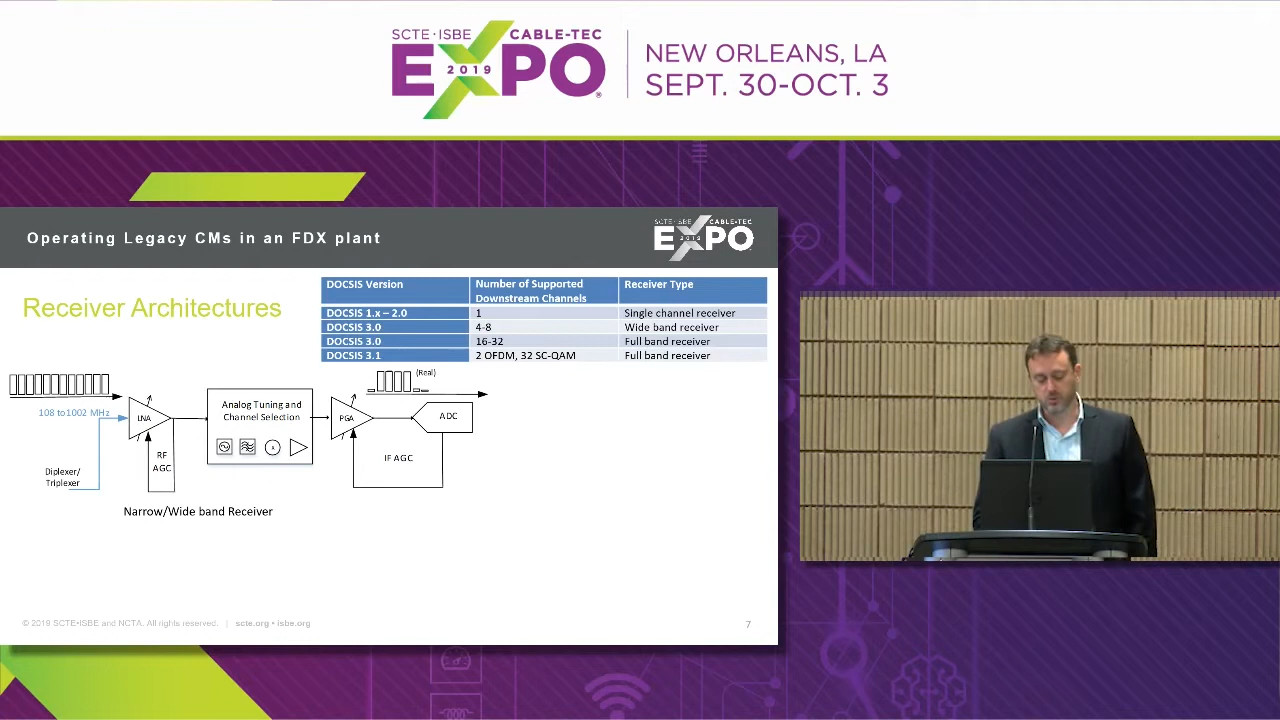 SCTE·ISBE CABLE-TEC
EXPO
2019
NEW ORLEANS, LA
SEPT. 30-OCT. 3
Operating Legacy CMs in an FDX plant
SCTE·ISBE CABLE-TEC
EXPO
2019
Receiver Architectures
DOCSIS Version Number of Supported Downstream Channels Receiver Type
DOCSIS 1.x – 2.0 1 Single channel receiver
DOCSIS 3.0 4-8 Wide band receiver
DOCSIS 3.0 16-32 Full band receiver
DOCSIS 3.1 2 OFDM, 32 SC-QAM Full band receiver
(Real)
108 to1002 MHz
LNA
Analog Tuning and
Channel Selection
PGA
ADC
RF
AGC
IF AGC
Diplexer/
Triplexer
Narrow/Wide band Receiver
© 2019 SCTE•ISBE and NCTA. All rights reserved. | scte.org • isbe.org
7